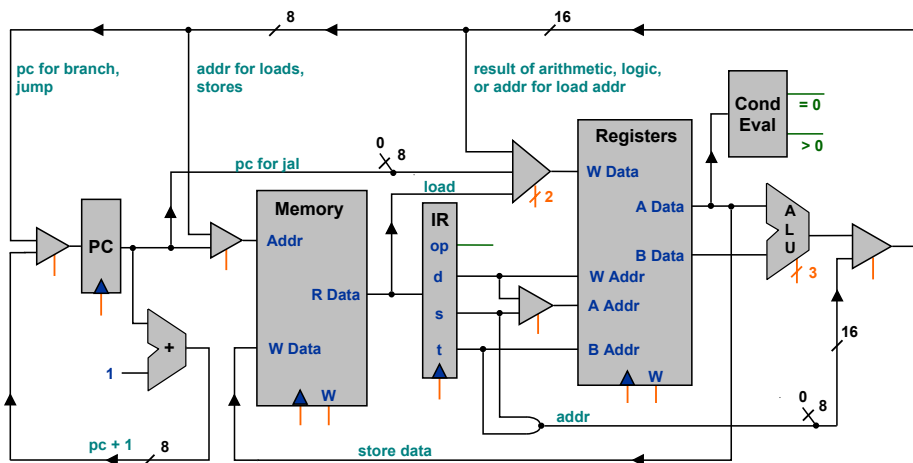 8
16
pc for branch,
jump
addr for loads,
stores
result of arithmetic, logic,
or addr for load addr
Cond
Eval
= 0
> 0
Registers
0
8
pc for jal
W Data
load
2
Memory
IR
A Data
A
L
U
PC
Addr
op
B Data
d
W Addr
3
R Data
s
A Addr
16
+
W Data
t
B Addr
1
W
W
0
8
addr
pc + 1
8
store data